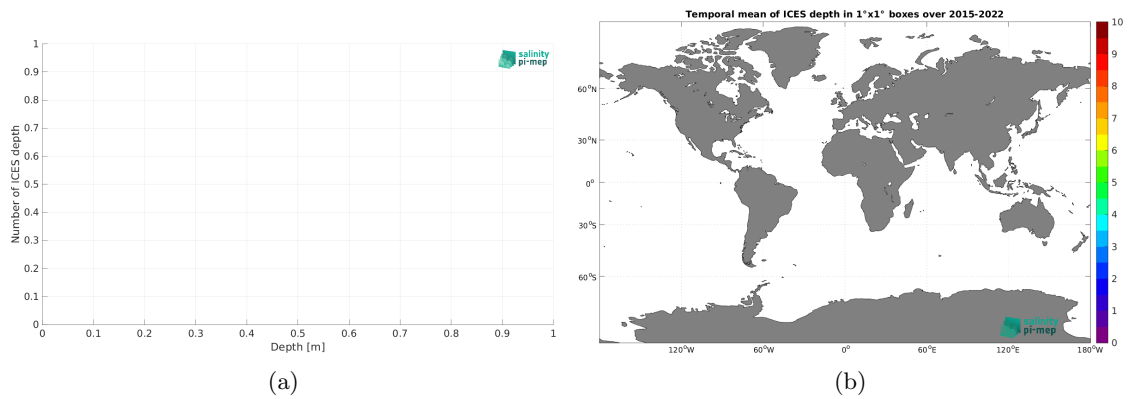 Temporal mean of ICES depth in 1°x1° boxes over 2015-2022
1
0.9
0.8
0.7
0.6
0.5
0.4
0.3
0.2
0.1
0
Number of ICES depth
0 0.1 0.2 0.3 0.4 0.5 0.6 0.7 0.8 0.9 1
Depth [m]
salinity
pi-mep
(a)
60°N
30°N
0°
30°S
60°S
120°W 60°W 0° 60°E 120°E 180°W
salinity
pi-mep
10
9
8
7
6
5
4
3
2
1
0
(b)